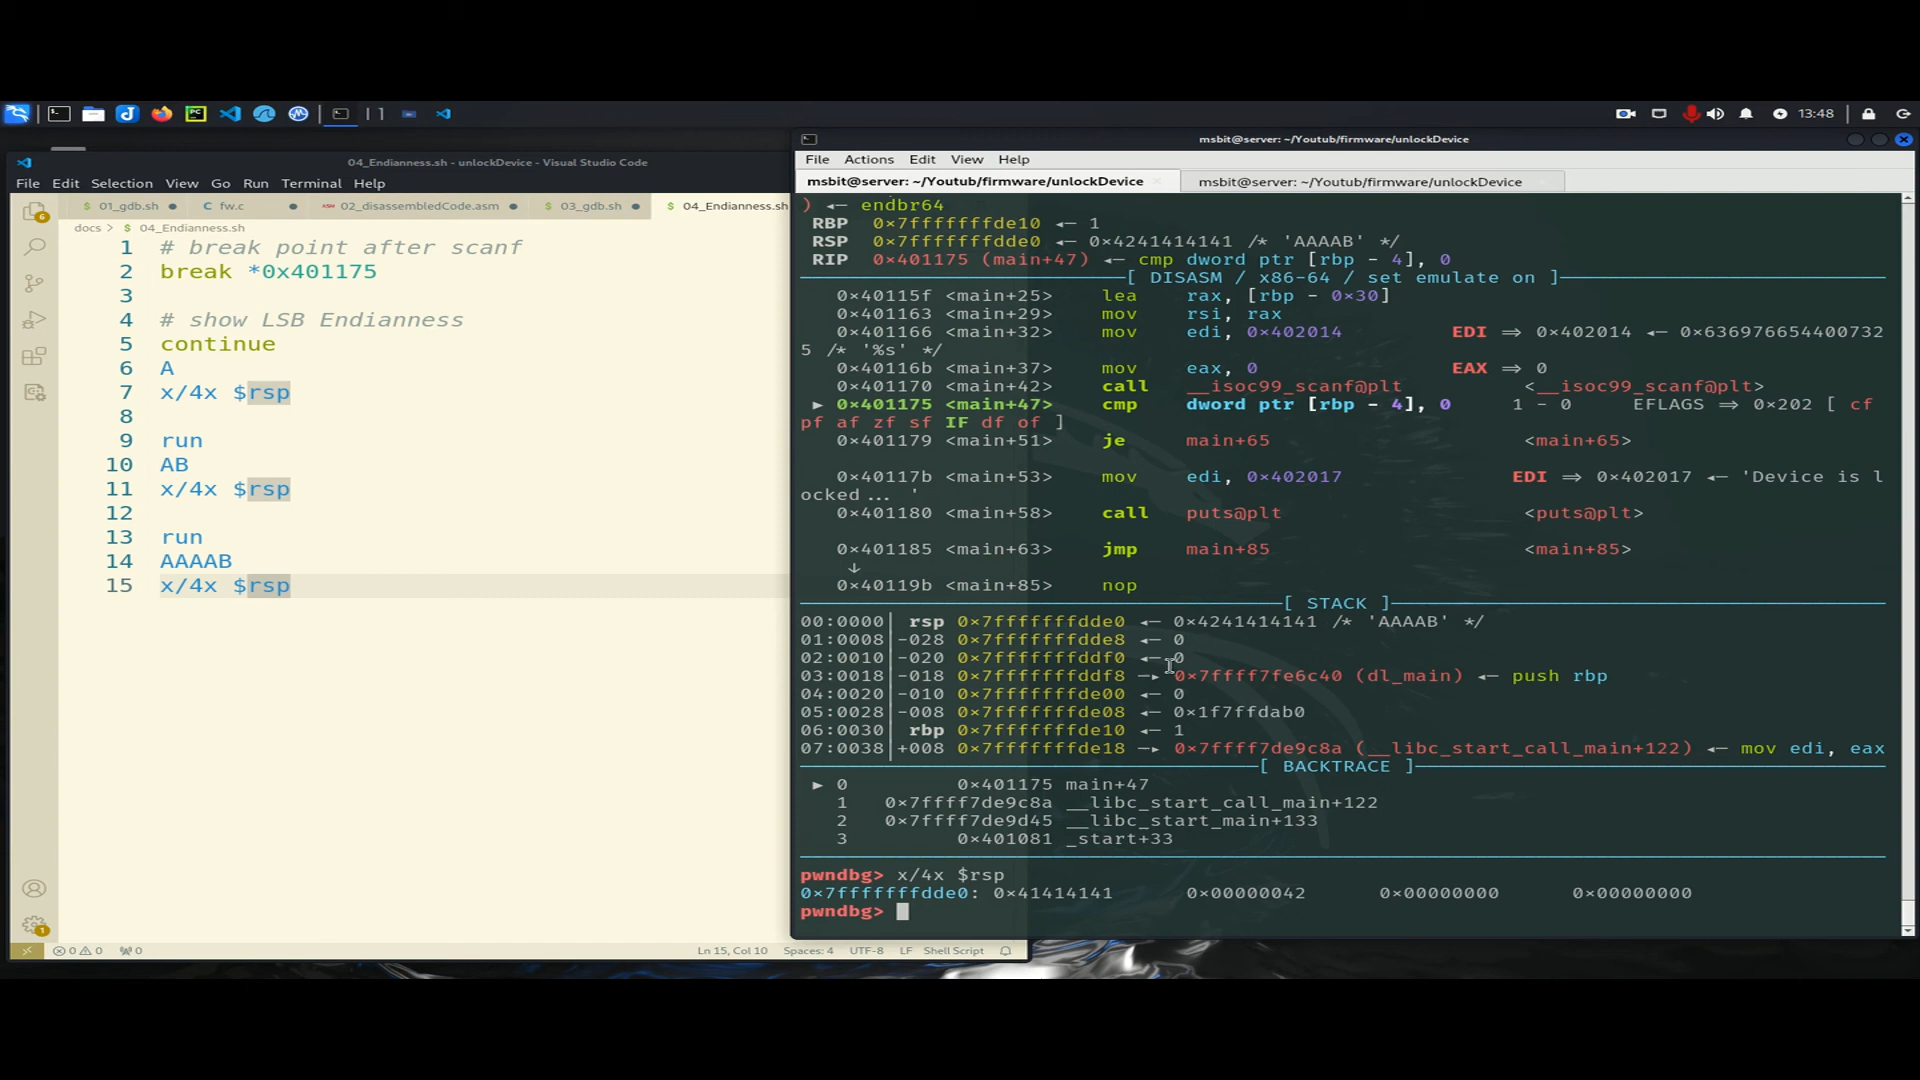 13:48
04_Endianness.sh - unlockDevice - Visual Studio Code
File Edit Selection View Go Run Terminal Help
$ 01_gdb.sh C fw.c ASM 02_disassembledCode.asm $ 03_gdb.sh $ 04_Endianness.sh
docs > $ 04_Endianness.sh
1 # break point after scanf
2 break *0x401175
3
4 # show LSB Endianness
5 continue
6 A
7 x/4x $rsp
8
9 run
10 AB
11 x/4x $rsp
12
13 run
14 AAAAB
15 x/4x $rsp
6
1
0 0 0 Ln 15, Col 10 Spaces: 4 UTF-8 LF Shell Script
msbit@server: ~/Youtub/firmware/unlockDevice
File Actions Edit View Help
msbit@server: ~/Youtub/firmware/unlockDevice msbit@server: ~/Youtub/firmware/unlockDevice
) ◂— endbr64
RBP 0x7fffffffde10 ◂— 1
RSP 0x7fffffffdde0 ◂— 0x4241414141 /* 'AAAAB' */
RIP 0x401175 (main+47) ◂— cmp dword ptr [rbp - 4], 0
[ DISASM / x86-64 / set emulate on ]
0x40115f <main+25> lea rax, [rbp - 0x30]
0x401163 <main+29> mov rsi, rax
0x401166 <main+32> mov edi, 0x402014 EDI ⇒ 0x402014 ◂— 0x636976654400732
5 /* '%s' */
0x40116b <main+37> mov eax, 0 EAX ⇒ 0
0x401170 <main+42> call __isoc99_scanf@plt <__isoc99_scanf@plt>
► 0x401175 <main+47> cmp dword ptr [rbp - 4], 0 1 - 0 EFLAGS ⇒ 0x202 [ cf
pf af zf sf IF df of ]
0x401179 <main+51> je main+65 <main+65>
0x40117b <main+53> mov edi, 0x402017 EDI ⇒ 0x402017 ◂— 'Device is l
ocked... '
0x401180 <main+58> call puts@plt <puts@plt>
0x401185 <main+63> jmp main+85 <main+85>
↓
0x40119b <main+85> nop
[ STACK ]
00:0000│ rsp 0x7fffffffdde0 ◂— 0x4241414141 /* 'AAAAB' */
01:0008│-028 0x7fffffffdde8 ◂— 0
02:0010│-020 0x7fffffffddf0 ◂— 0
03:0018│-018 0x7fffffffddf8 —▸ 0x7ffff7fe6c40 (dl_main) ◂— push rbp
04:0020│-010 0x7fffffffde00 ◂— 0
05:0028│-008 0x7fffffffde08 ◂— 0x1f7ffdab0
06:0030│ rbp 0x7fffffffde10 ◂— 1
07:0038│+008 0x7fffffffde18 —▸ 0x7ffff7de9c8a (__libc_start_call_main+122) ◂— mov edi, eax
[ BACKTRACE ]
► 0 0x401175 main+47
1 0x7ffff7de9c8a __libc_start_call_main+122
2 0x7ffff7de9d45 __libc_start_main+133
3 0x401081 _start+33
pwndbg> x/4x $rsp
0x7fffffffdde0: 0x41414141 0x00000042 0x00000000 0x00000000
pwndbg>